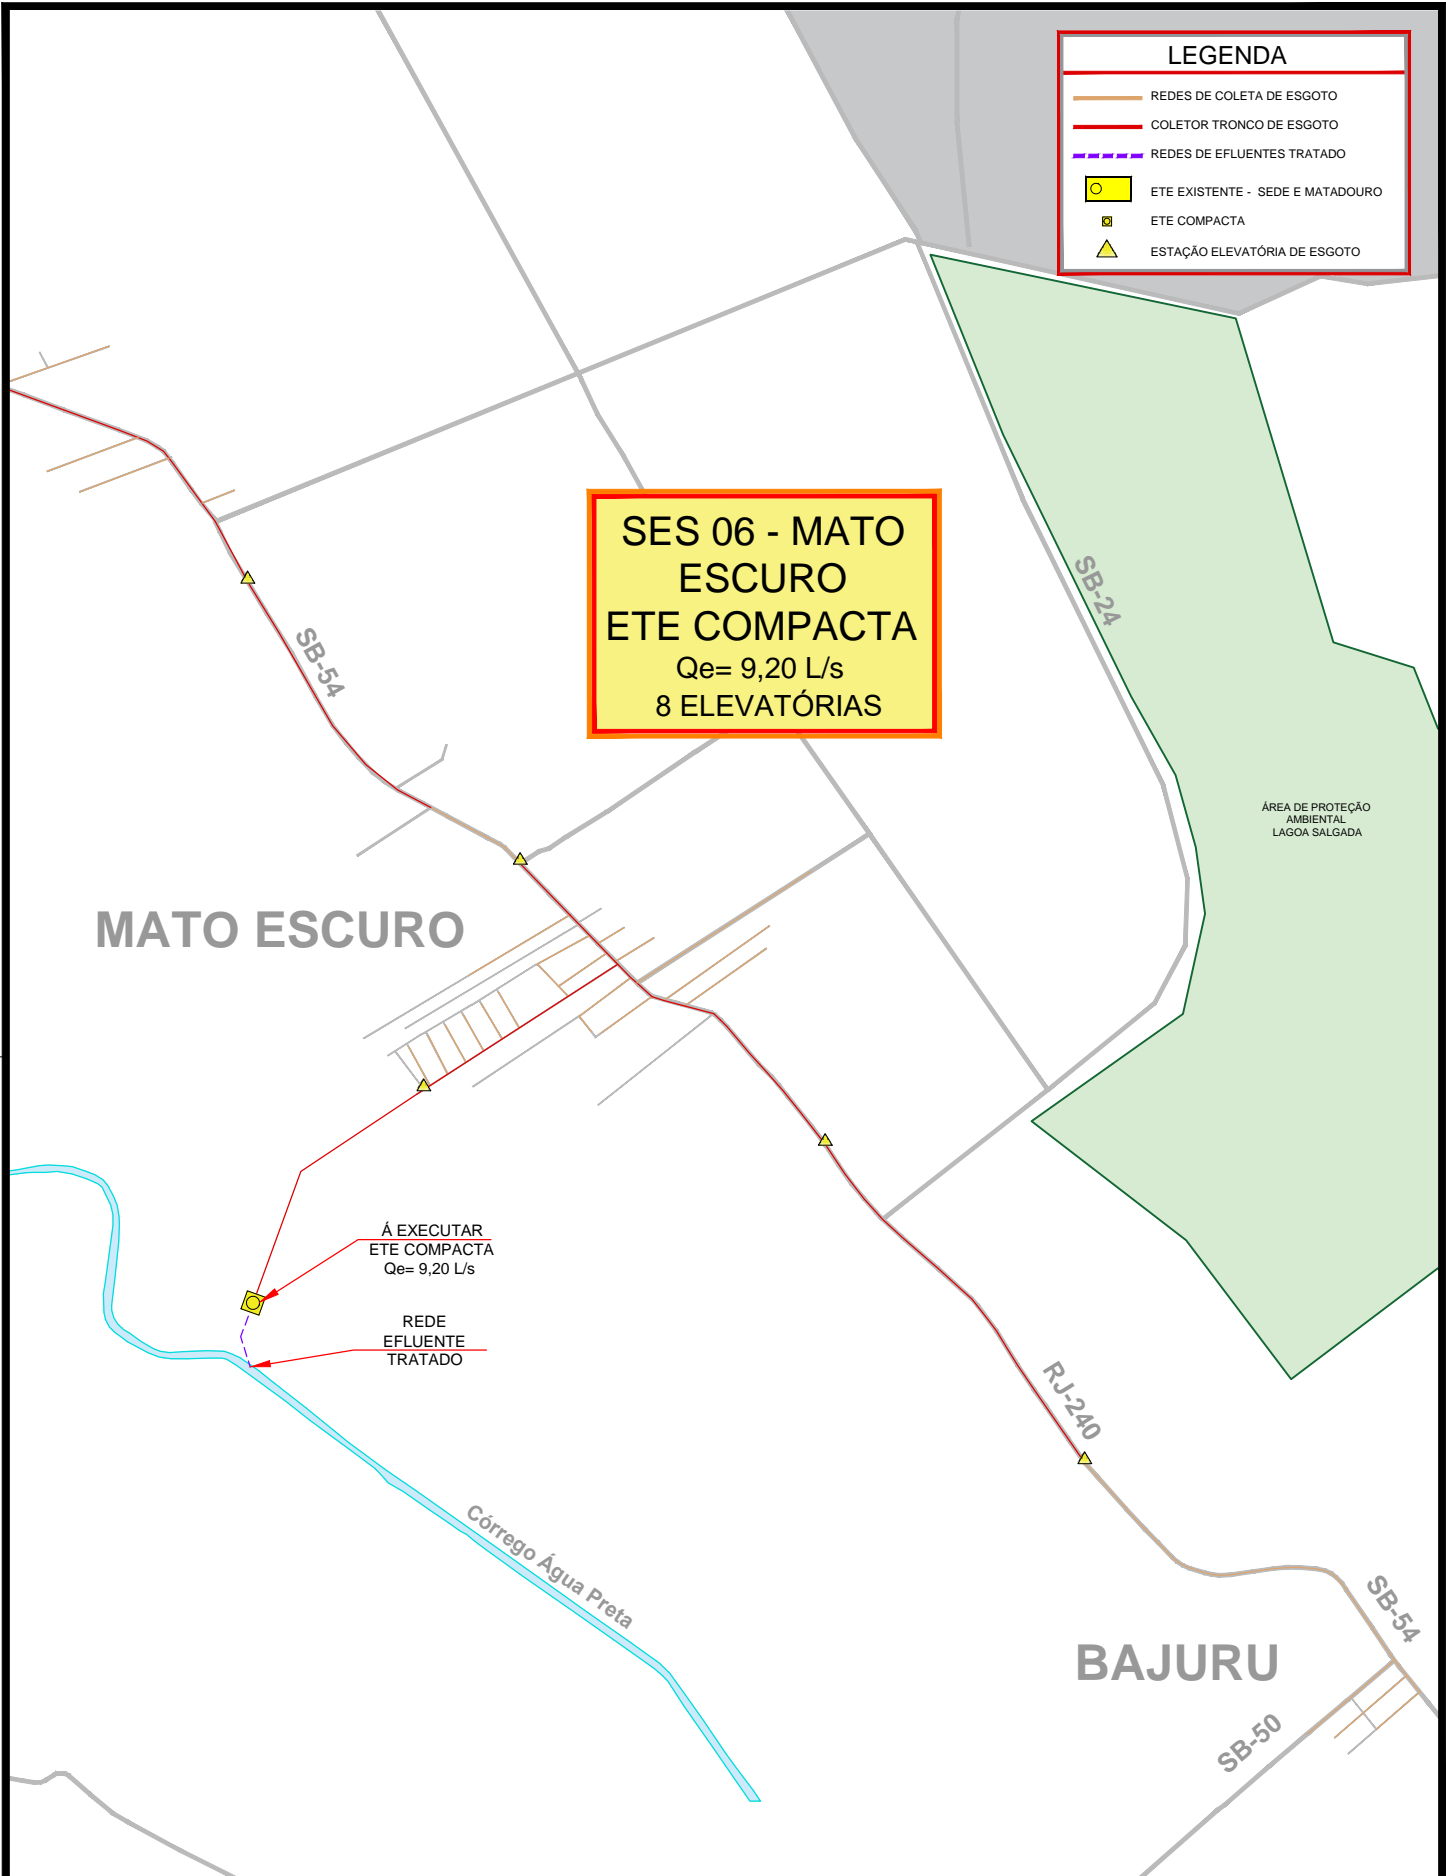 LEGENDA
REDES DE COLETA DE ESGOTO
COLETOR TRONCO DE ESGOTO
REDES DE EFLUENTES TRATADO
ETE EXISTENTE - SEDE E MATADOURO
ETE COMPACTA
ESTAÇÃO ELEVATÓRIA DE ESGOTO
SES 06 - MATO
ESCURO
ETE COMPACTA
Qe= 9,20 L/s
8 ELEVATÓRIAS
SB-24
SB-54
ÁREA DE PROTEÇÃO
AMBIENTAL
LAGOA SALGADA
MATO ESCURO
Á EXECUTAR
ETE COMPACTA
Qe= 9,20 L/s
REDE
EFLUENTE
TRATADO
RJ-240
Córrego Água Preta
SB-54
BAJURU
SB-50